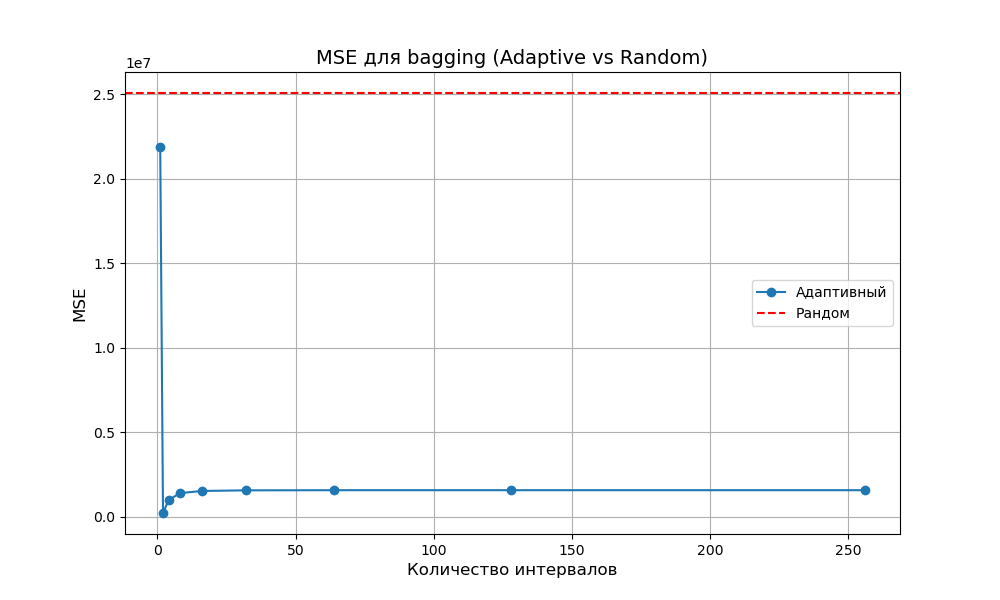 MSE для bagging (Adaptive vs Random)
1e7
2.5
2.0
1.5
1.0
0.5
0.0
MSE
Адаптивный
Рандом
0 50 100 150 200 250
Количество интервалов